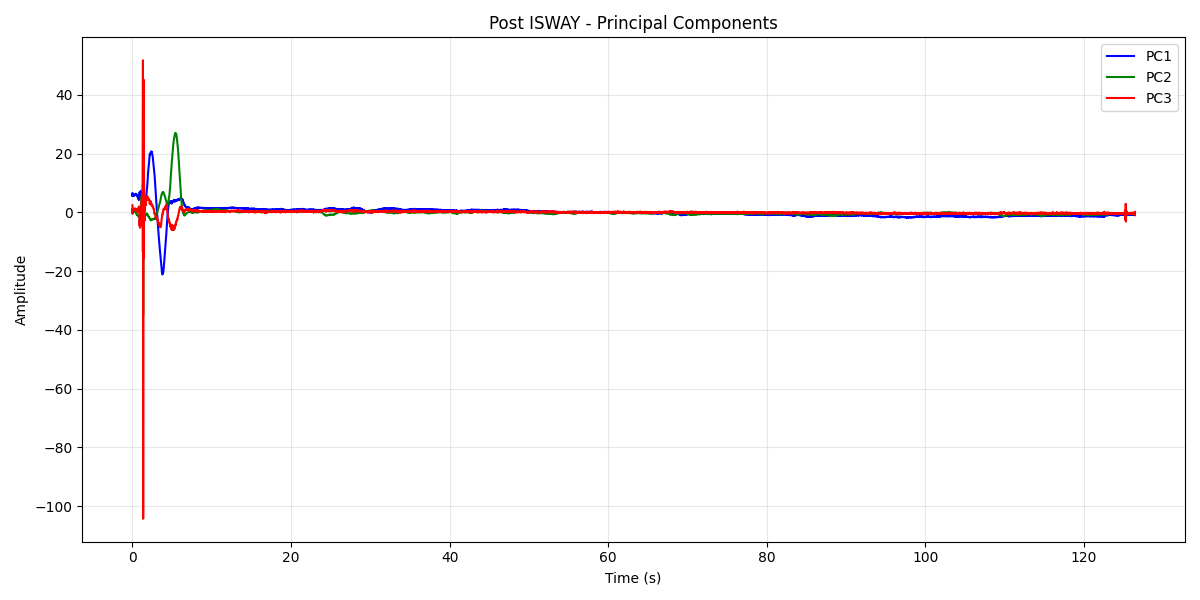 Post ISWAY - Principal Components
PC1
PC2
PC3
Amplitude
40
20
0
−20
−40
−60
−80
−100
0 20 40 60 80 100 120
Time (s)